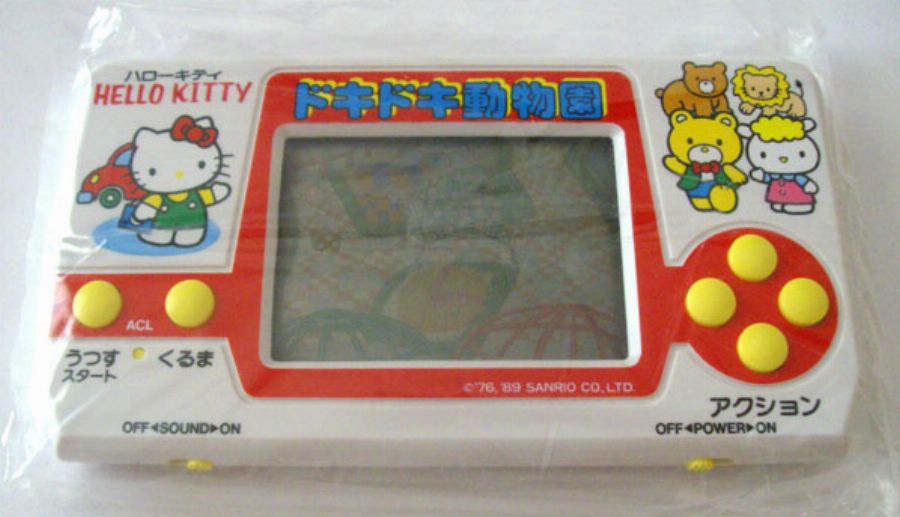 ハローキティ
HELLO KITTY
ドキドキ動物園
ACL
うつす くるま
スタート
©'76, '89 SANRIO CO., LTD.
アクション
OFF◀SOUND▶ON
OFF◀POWER▶ON